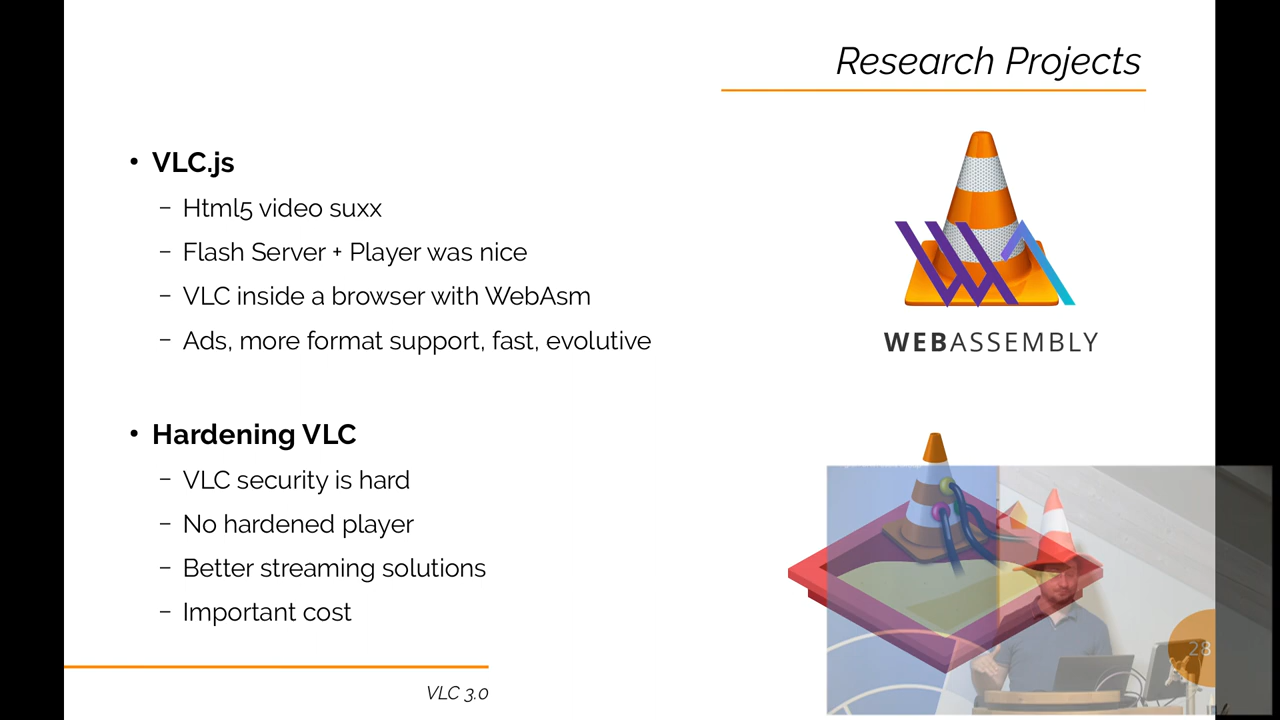 Research Projects
• VLC.js
– Html5 video suxx
– Flash Server + Player was nice
– VLC inside a browser with WebAsm
– Ads, more format support, fast, evolutive
WEBASSEMBLY
• Hardening VLC
– VLC security is hard
– No hardened player
– Better streaming solutions
– Important cost
28
VLC 3.0